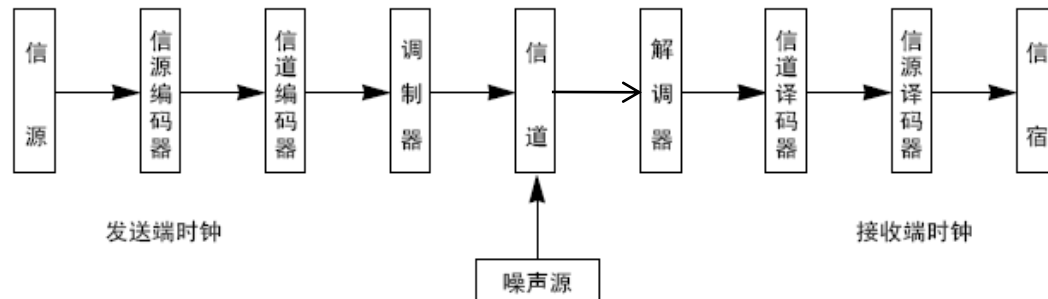 信源
信源编码器
信道编码器
调制器
信道
解调器
信道译码器
信源译码器
信宿
发送端时钟
接收端时钟
噪声源